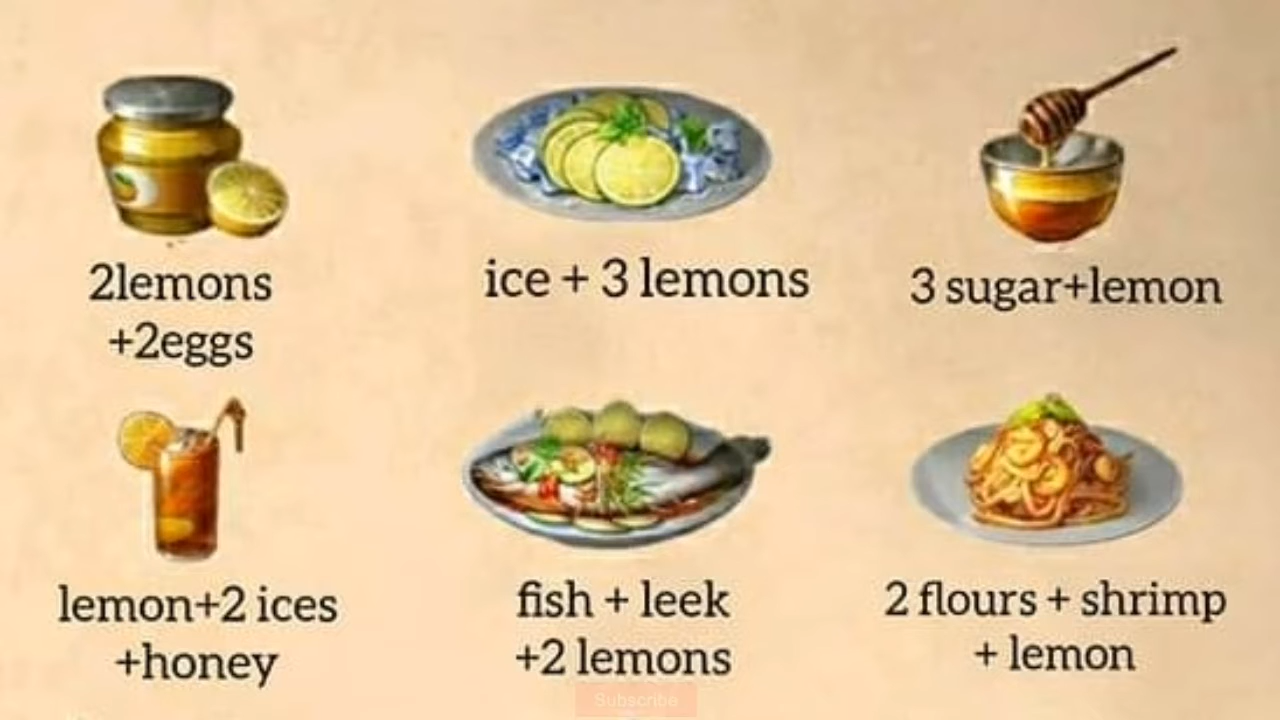 2lemons
+2eggs
ice + 3 lemons
3 sugar+lemon
lemon+2 ices
+honey
fish + leek
+2 lemons
2 flours + shrimp
+ lemon
Subscribe